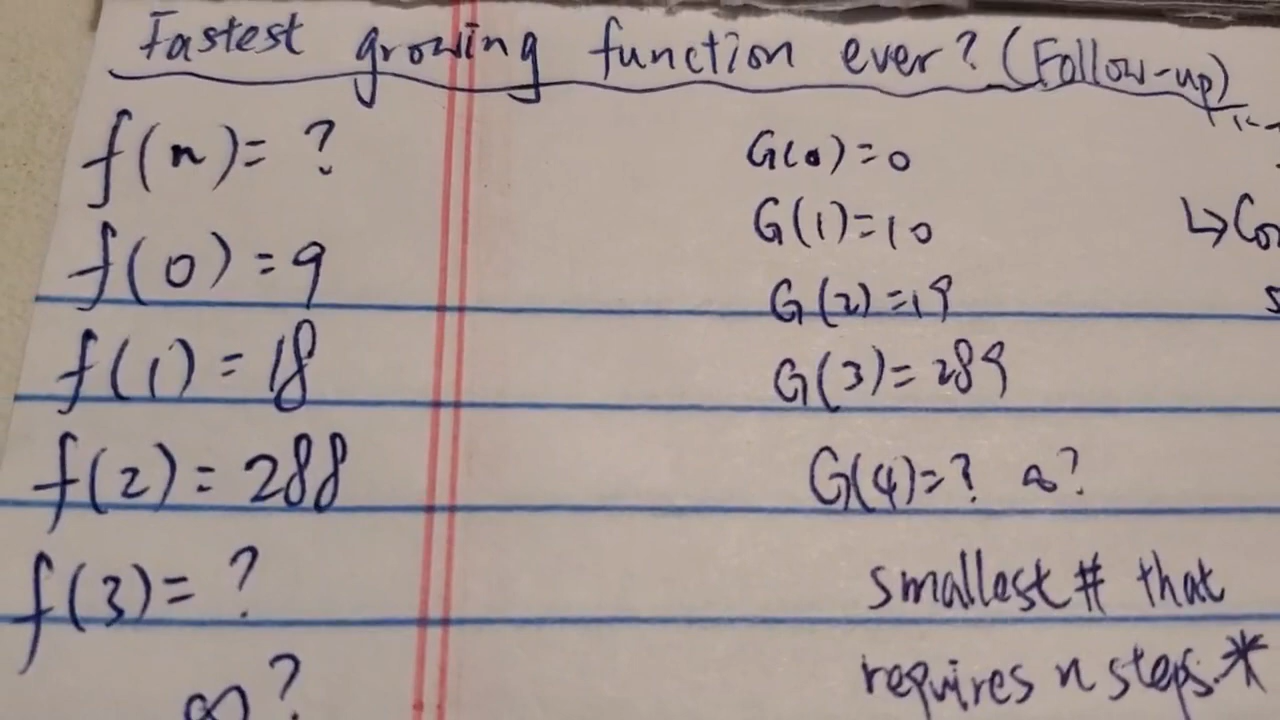 Fastest growing function ever? (Follow-up)
f(n) = ?
f(0) = 9
f(1) = 18
f(2) = 288
f(3) = ?
∞?
G(0) = 0
G(1) = 10
G(2) = 19
G(3) = 289
G(4) = ? ∞?
smallest # that
requires n steps.*